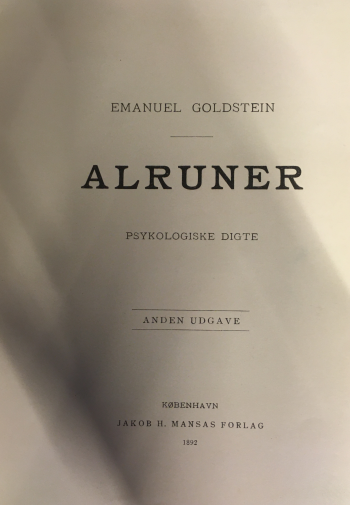 EMANUEL GOLDSTEIN
ALRUNER
PSYKOLOGISKE DIGTE
ANDEN UDGAVE
KØBENHAVN
JAKOB H. MANSAS FORLAG
1892